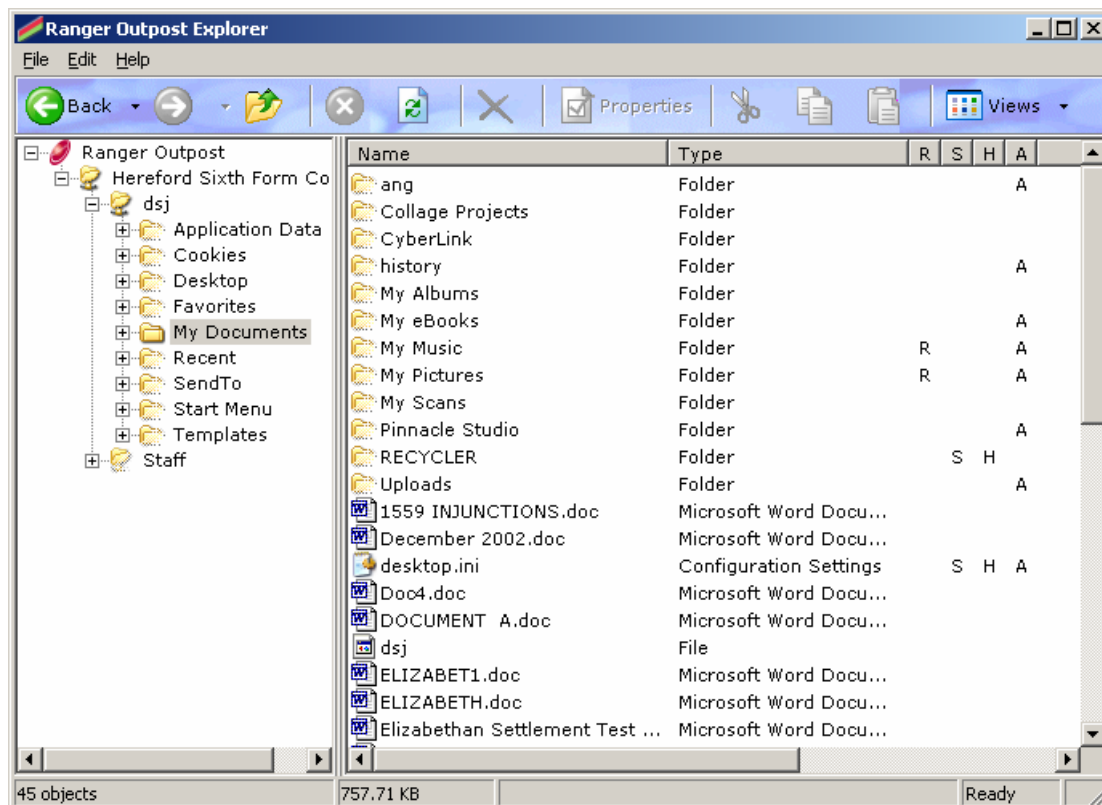 Ranger Outpost Explorer
File Edit Help
Back Properties Views
Ranger Outpost
Hereford Sixth Form Co
dsj
Application Data
Cookies
Desktop
Favorites
My Documents
Recent
SendTo
Start Menu
Templates
Staff
Name Type R S H A
ang Folder A
Collage Projects Folder
CyberLink Folder
history Folder A
My Albums Folder
My eBooks Folder A
My Music Folder R A
My Pictures Folder R A
My Scans Folder
Pinnacle Studio Folder A
RECYCLER Folder S H
Uploads Folder A
1559 INJUNCTIONS.doc Microsoft Word Docu...
December 2002.doc Microsoft Word Docu...
desktop.ini Configuration Settings S H A
Doc4.doc Microsoft Word Docu...
DOCUMENT A.doc Microsoft Word Docu...
dsj File
ELIZABET1.doc Microsoft Word Docu...
ELIZABETH.doc Microsoft Word Docu...
Elizabethan Settlement Test ... Microsoft Word Docu...
45 objects 757.71 KB Ready